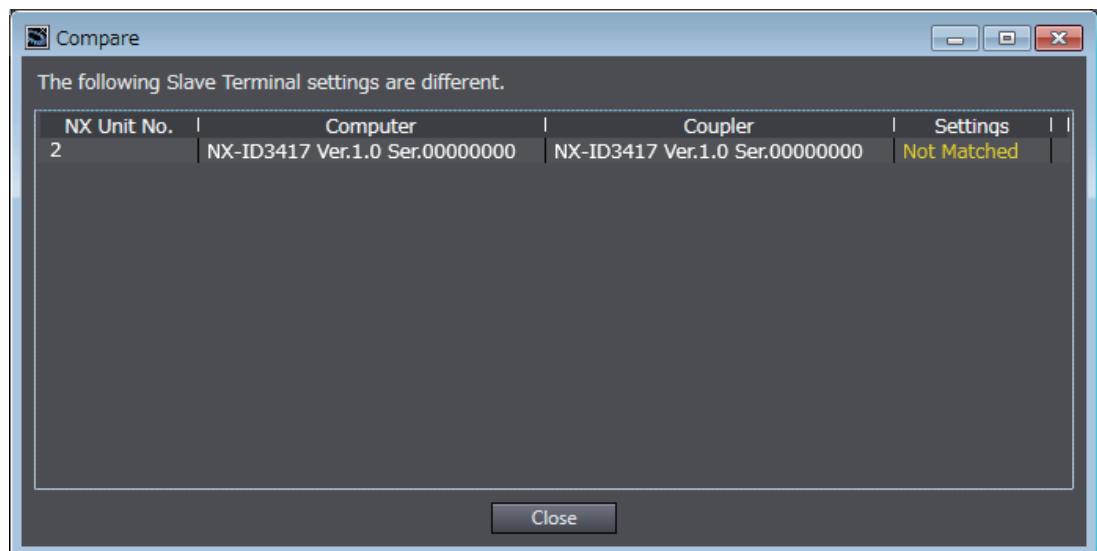 Compare
The following Slave Terminal settings are different.
NX Unit No. Computer Coupler Settings
2 NX-ID3417 Ver.1.0 Ser.00000000 NX-ID3417 Ver.1.0 Ser.00000000 Not Matched
Close